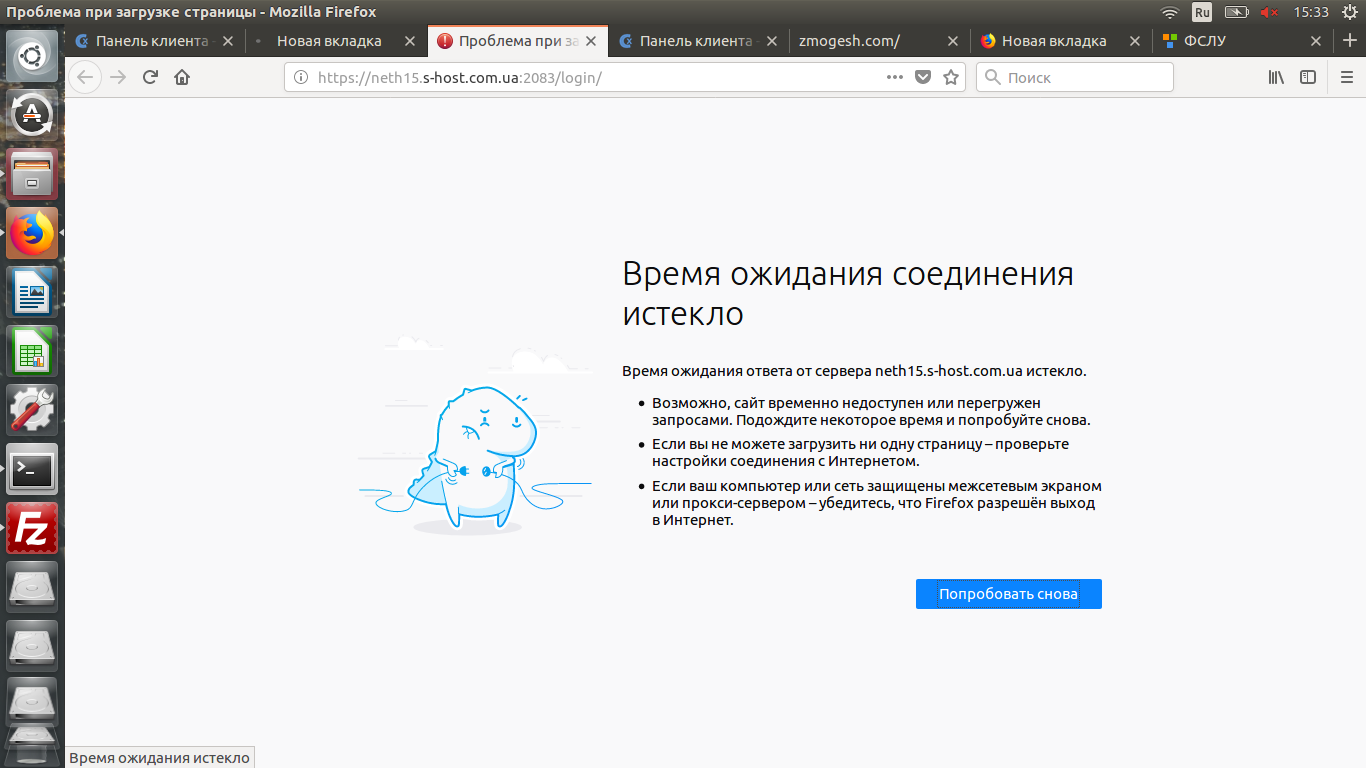 Проблема при загрузке страницы - Mozilla Firefox
Ru
15:33
Панель клиента -
Новая вкладка
Проблема при за
Панель клиента -
zmogesh.com/
Новая вкладка
ФСЛУ
https://neth15.s-host.com.ua:2083/login/
Поиск
Время ожидания соединения
истекло
Время ожидания ответа от сервера neth15.s-host.com.ua истекло.
Возможно, сайт временно недоступен или перегружен
запросами. Подождите некоторое время и попробуйте снова.
Если вы не можете загрузить ни одну страницу – проверьте
настройки соединения с Интернетом.
Если ваш компьютер или сеть защищены межсетевым экраном
или прокси-сервером – убедитесь, что Firefox разрешён выход
в Интернет.
Попробовать снова
Fz
Время ожидания истекло